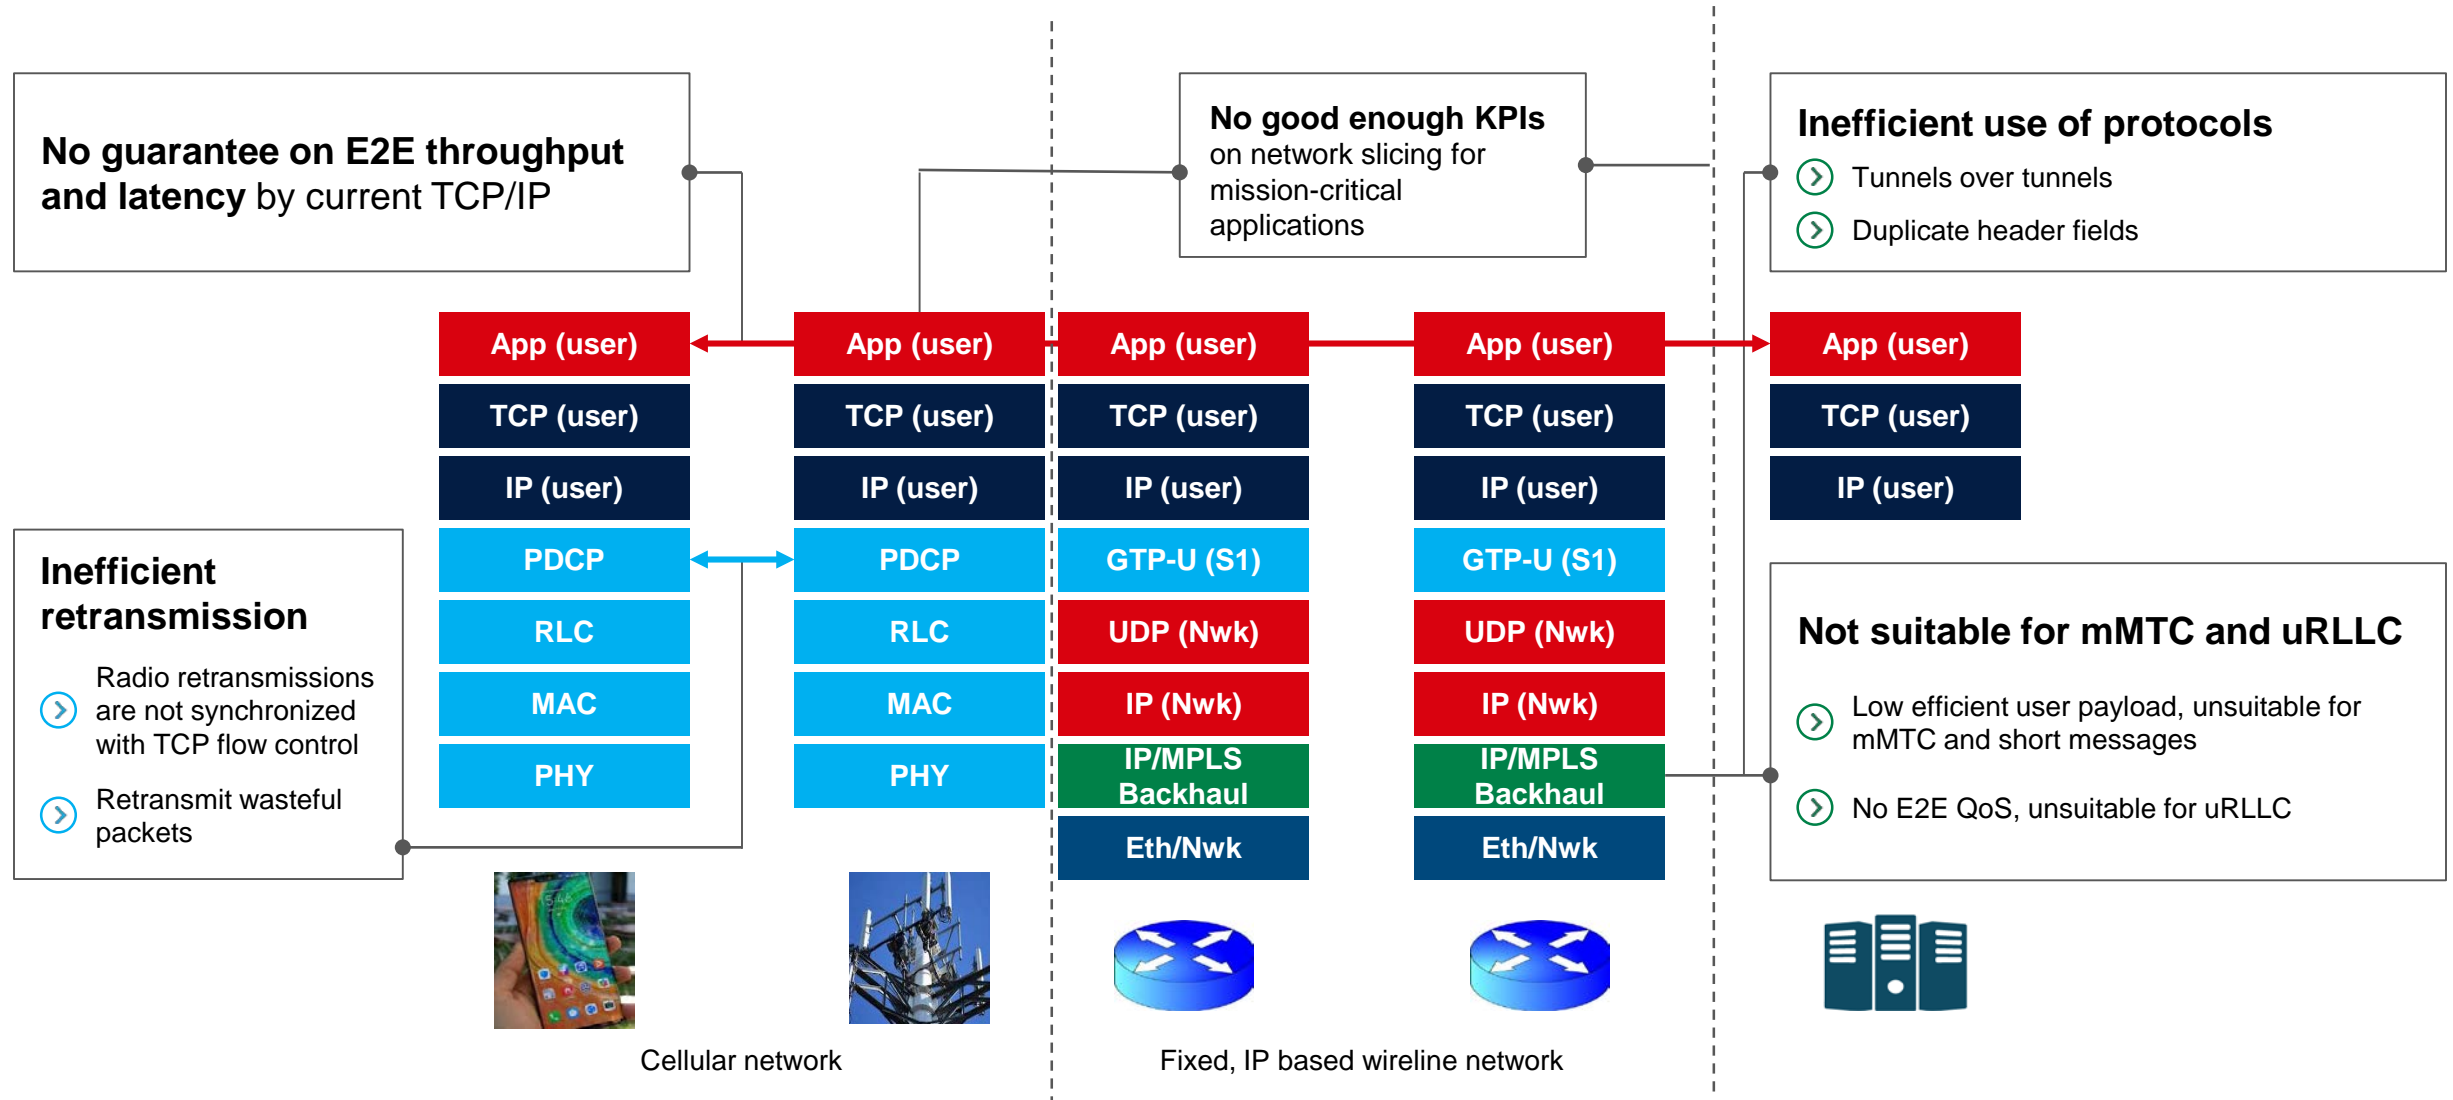 No guarantee on E2E throughput
and latency by current TCP/IP
No good enough KPIs
on network slicing for
mission-critical
applications
Inefficient use of protocols
Tunnels over tunnels
Duplicate header fields
App (user)
App (user)
App (user)
App (user)
App (user)
TCP (user)
TCP (user)
TCP (user)
TCP (user)
TCP (user)
IP (user)
IP (user)
IP (user)
IP (user)
IP (user)
PDCP
PDCP
GTP-U (S1)
GTP-U (S1)
RLC
RLC
UDP (Nwk)
UDP (Nwk)
MAC
MAC
IP (Nwk)
IP (Nwk)
PHY
PHY
IP/MPLS
Backhaul
IP/MPLS
Backhaul
Eth/Nwk
Eth/Nwk
Inefficient
retransmission
Radio retransmissions
are not synchronized
with TCP flow control
Retransmit wasteful
packets
Not suitable for mMTC and uRLLC
Low efficient user payload, unsuitable for
mMTC and short messages
No E2E QoS, unsuitable for uRLLC
5:46
Cellular network
Fixed, IP based wireline network